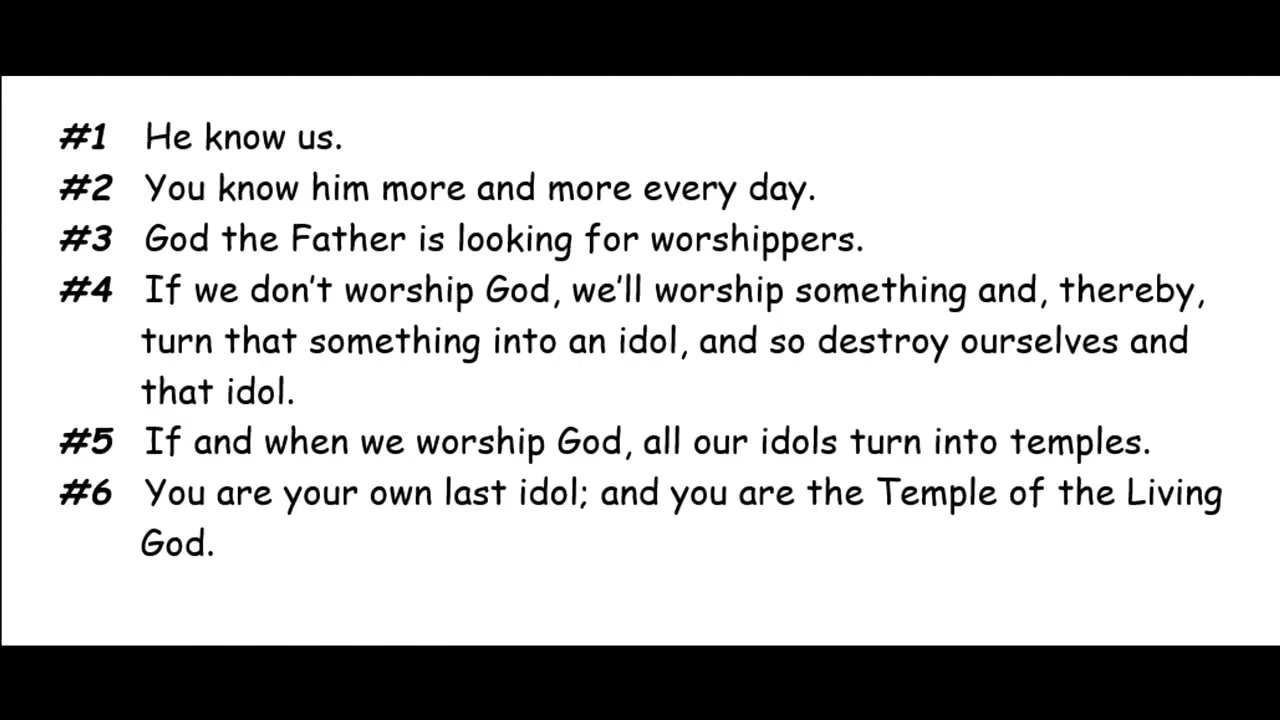 #1 He know us.
#2 You know him more and more every day.
#3 God the Father is looking for worshippers.
#4 If we don't worship God, we'll worship something and, thereby,
turn that something into an idol, and so destroy ourselves and
that idol.
#5 If and when we worship God, all our idols turn into temples.
#6 You are your own last idol; and you are the Temple of the Living
God.